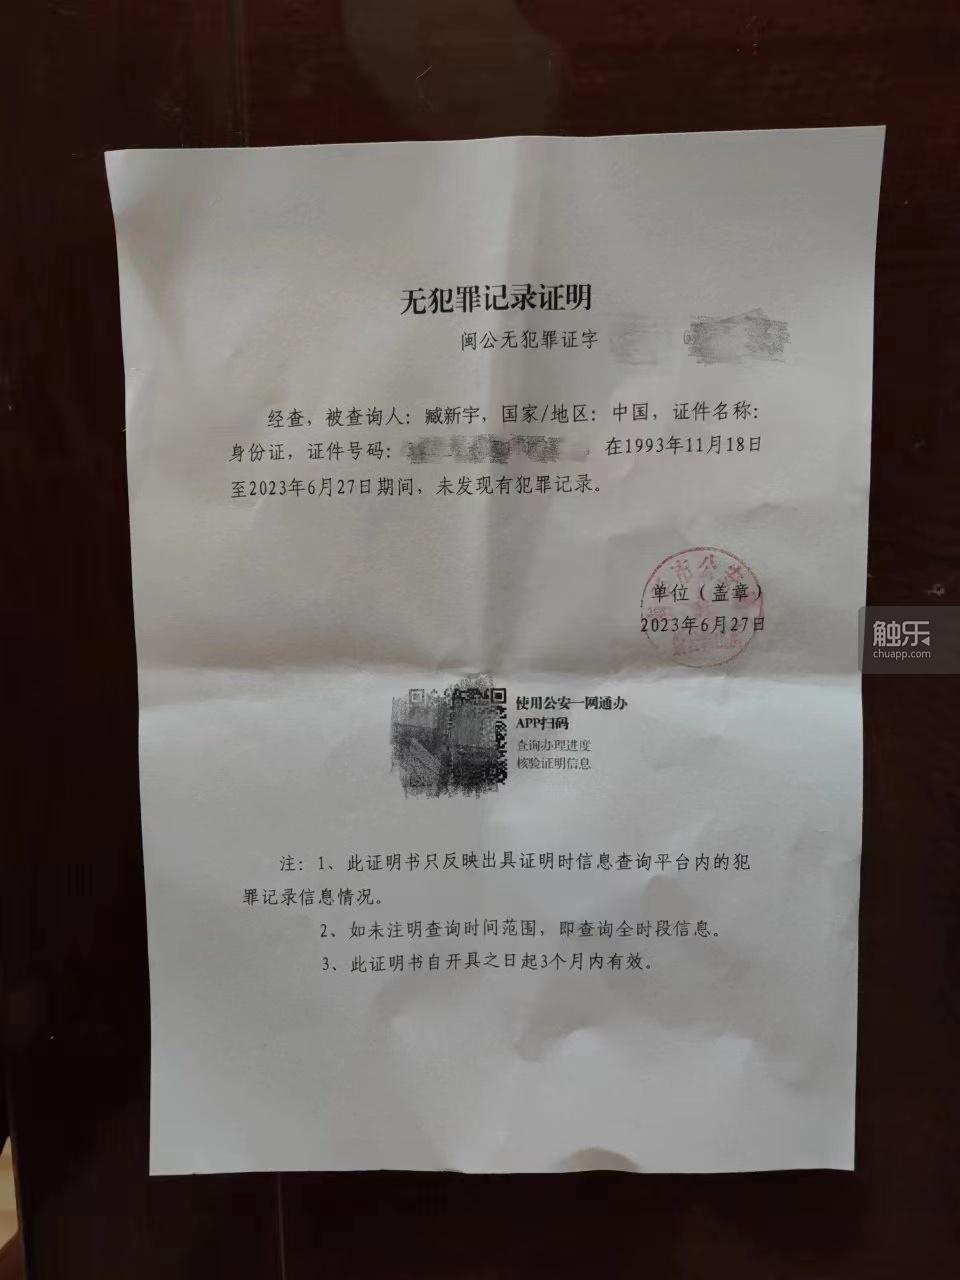 无犯罪记录证明
闽公无犯罪证字
经查，被查询人：臧新宇，国家/地区：中国，证件名称：
身份证，证件号码：
在1993年11月18日
至2023年6月27日期间，未发现有犯罪记录。
市公安
单位（盖章）
2023年6月27日
触乐
chuapp.com
使用公安一网通办
APP扫码
查询办理进度
核验证明信息
注：1、此证明书只反映出具证明时信息查询平台内的犯
罪记录信息情况。
2、如未注明查询时间范围，即查询全时段信息。
3、此证明书自开具之日起3个月内有效。